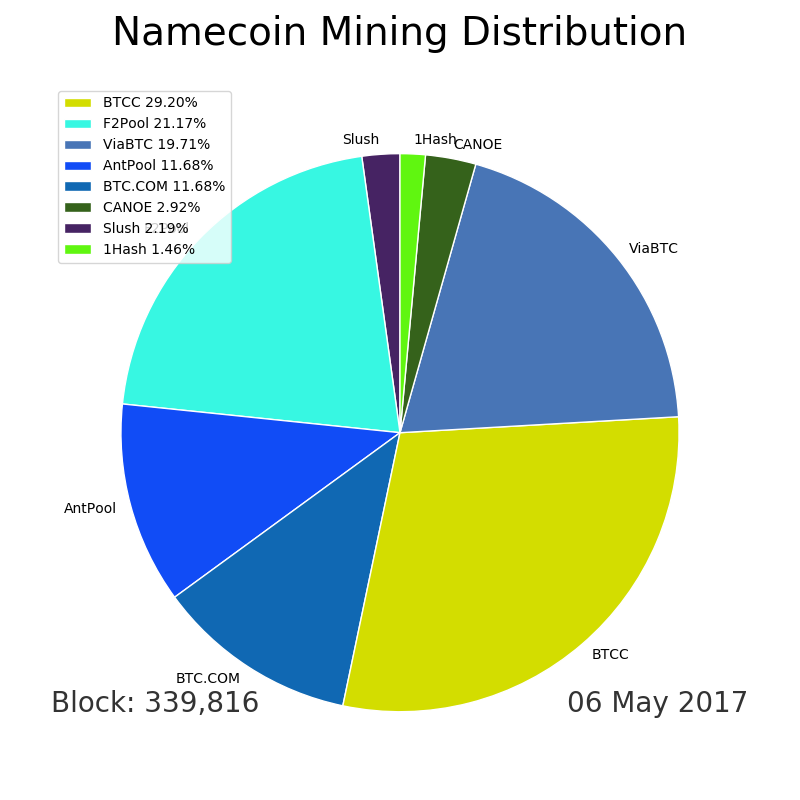 Namecoin Mining Distribution
BTCC 29.20%
F2Pool 21.17%
ViaBTC 19.71%
AntPool 11.68%
BTC.COM 11.68%
CANOE 2.92%
Slush 2.19%
1Hash 1.46%
Slush
1Hash
CANOE
ViaBTC
AntPool
BTCC
BTC.COM
Block: 339,816
06 May 2017